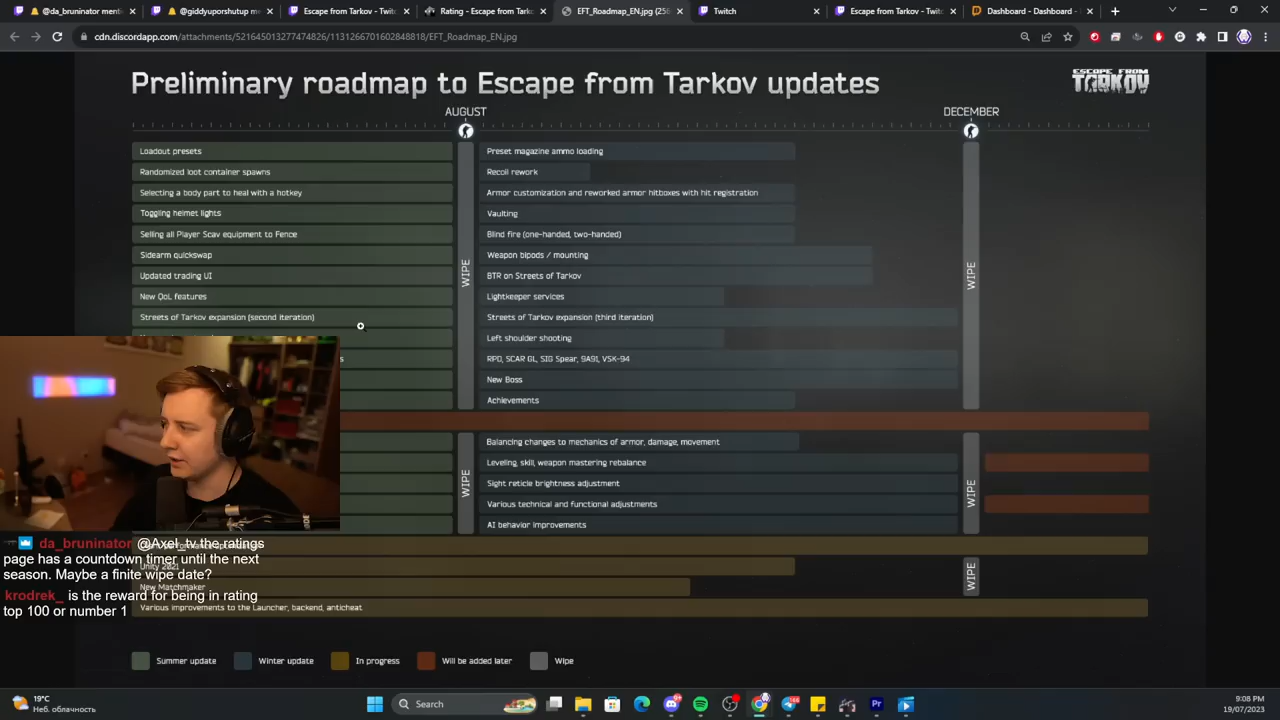 @da_bruninator menti
@giddyuporshutup m
Escape from Tarkov - Twitc
Rating - Escape from Tark
EFT_Roadmap_EN.jpg (256
Twitch
Escape from Tarkov - Twitc
Dashboard - Dashboard -
cdn.discordapp.com/attachments/521645013277474826/1131266701602848818/EFT_Roadmap_EN.jpg
Preliminary roadmap to Escape from Tarkov updates
ESCAPE FROM
TARKOV
AUGUST
DECEMBER
Loadout presets
Randomized loot container spawns
Selecting a body part to heal with a hotkey
Toggling helmet lights
Selling all Player Scav equipment to Fence
Sidearm quickswap
Updated trading UI
New QoL features
Streets of Tarkov expansion (second iteration)
WIPE
Preset magazine ammo loading
Recoil rework
Armor customization and reworked armor hitboxes with hit registration
Vaulting
Blind fire (one-handed, two-handed)
Weapon bipods / mounting
BTR on Streets of Tarkov
Lightkeeper services
Streets of Tarkov expansion (third iteration)
Left shoulder shooting
RPD, SCAR GL, SIG Spear, 9A91, VSK-94
New Boss
Achievements
WIPE
WIPE
Balancing changes to mechanics of armor, damage, movement
Leveling, skill, weapon mastering rebalance
Sight reticle brightness adjustment
Various technical and functional adjustments
AI behavior improvements
WIPE
da_bruninator @Axel_tv the ratings
page has a countdown timer until the next
season. Maybe a finite wipe date?
krodrek_ is the reward for being in rating
top 100 or number 1
Unity 2021
New Matchmaker
Various improvements to the Launcher, backend, anticheat
WIPE
Summer update
Winter update
In progress
Will be added later
Wipe
19°C
Неб. облачность
Search
9:08 PM
19/07/2023